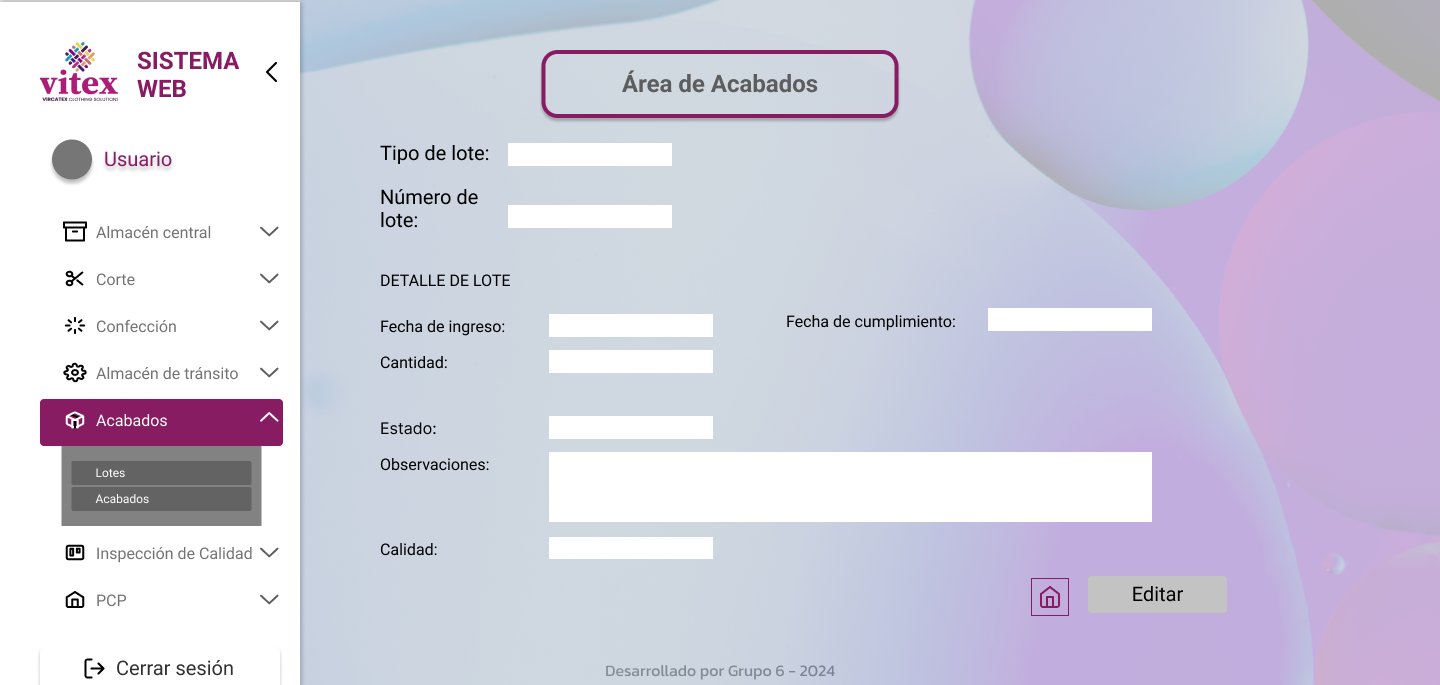 vitex
VIRCATEX CLOTHING SOLUTIONS
SISTEMA
WEB
Usuario
Almacén central
Corte
Confección
Almacén de tránsito
Acabados
Lotes
Acabados
Inspección de Calidad
PCP
Cerrar sesión
Área de Acabados
Tipo de lote:
Número de
lote:
DETALLE DE LOTE
Fecha de ingreso:
Fecha de cumplimiento:
Cantidad:
Estado:
Observaciones:
Calidad:
Editar
Desarrollado por Grupo 6 - 2024